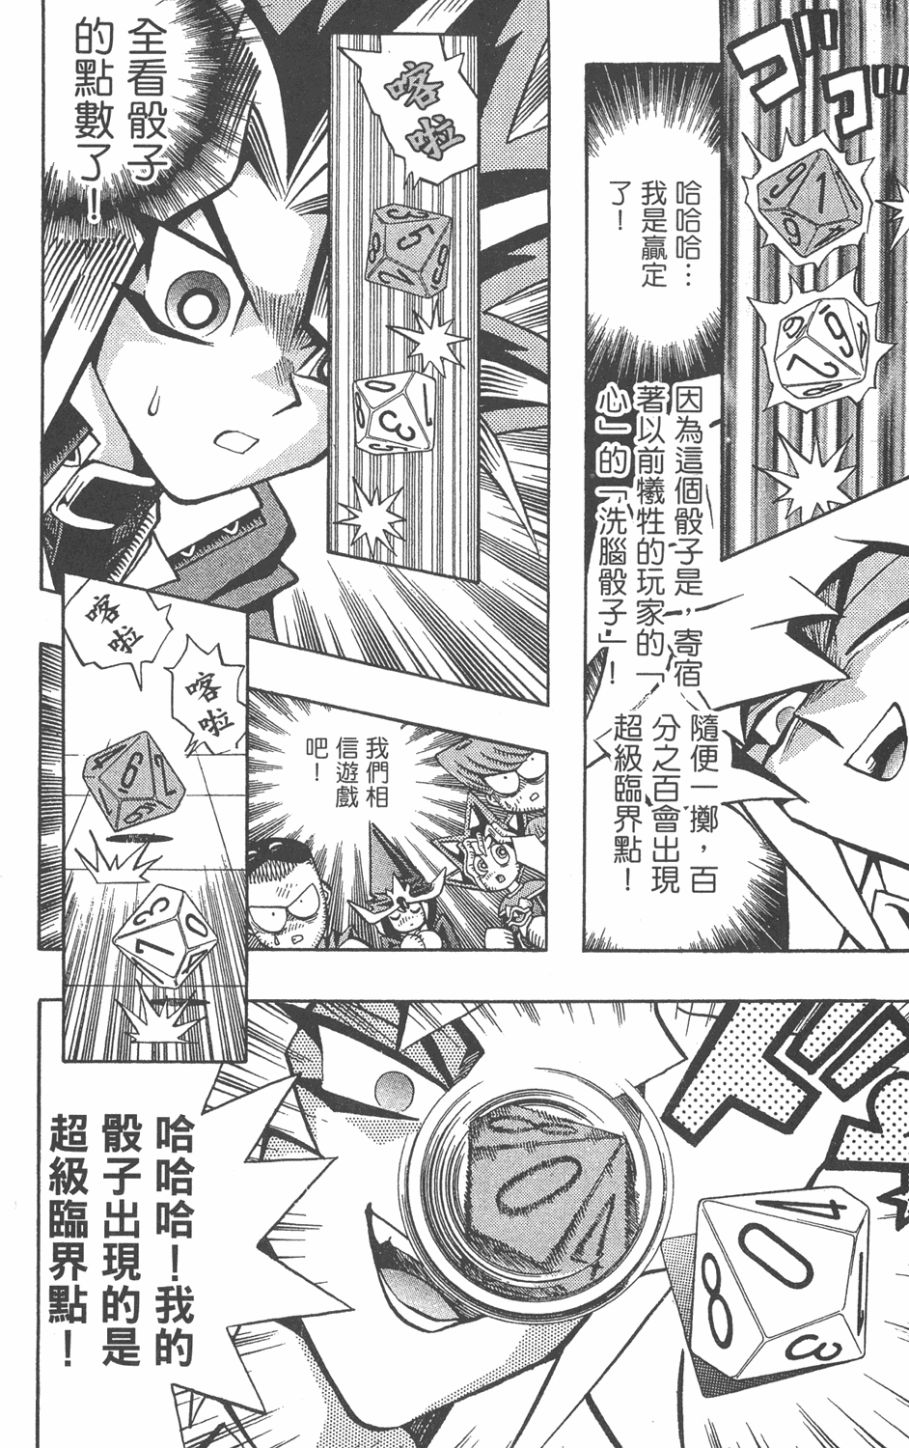 ゴゴ
哈哈哈…
我是贏定
了！
因為這個骰子是，寄宿
著以前犧牲的玩家的「
心」的「洗腦骰子」！
隨便一擲，百
分之百會出現
超級臨界點！
喀啦
全看骰子
的點數了！
我們相
信遊戲
吧！
喀啦
喀啦
哈哈哈！我的
骰子出現的是
超級臨界點！